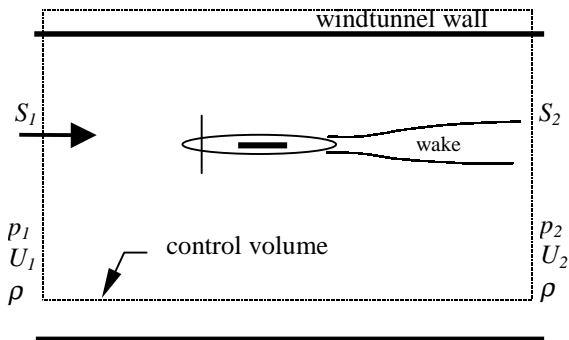 windtunnel wall
S1
S2
wake
p1
U1
ρ
control volume
p2
U2
ρ